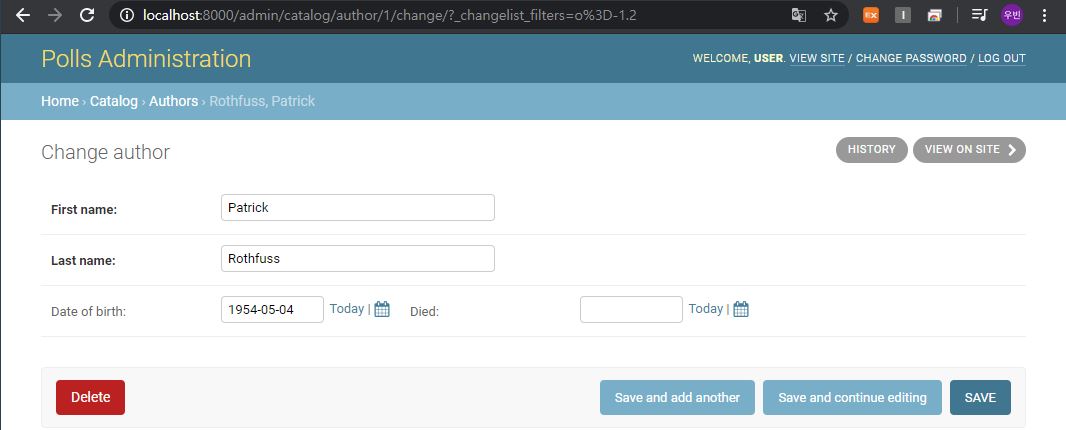 localhost:8000/admin/catalog/author/1/change/?_changelist_filters=o%3D-1.2
EX
I
우빈
Polls Administration
WELCOME, USER. VIEW SITE / CHANGE PASSWORD / LOG OUT
Home › Catalog › Authors › Rothfuss, Patrick
Change author
HISTORY
VIEW ON SITE
First name: Patrick
Last name: Rothfuss
Date of birth: 1954-05-04 Today | Died: Today |
Delete
Save and add another
Save and continue editing
SAVE